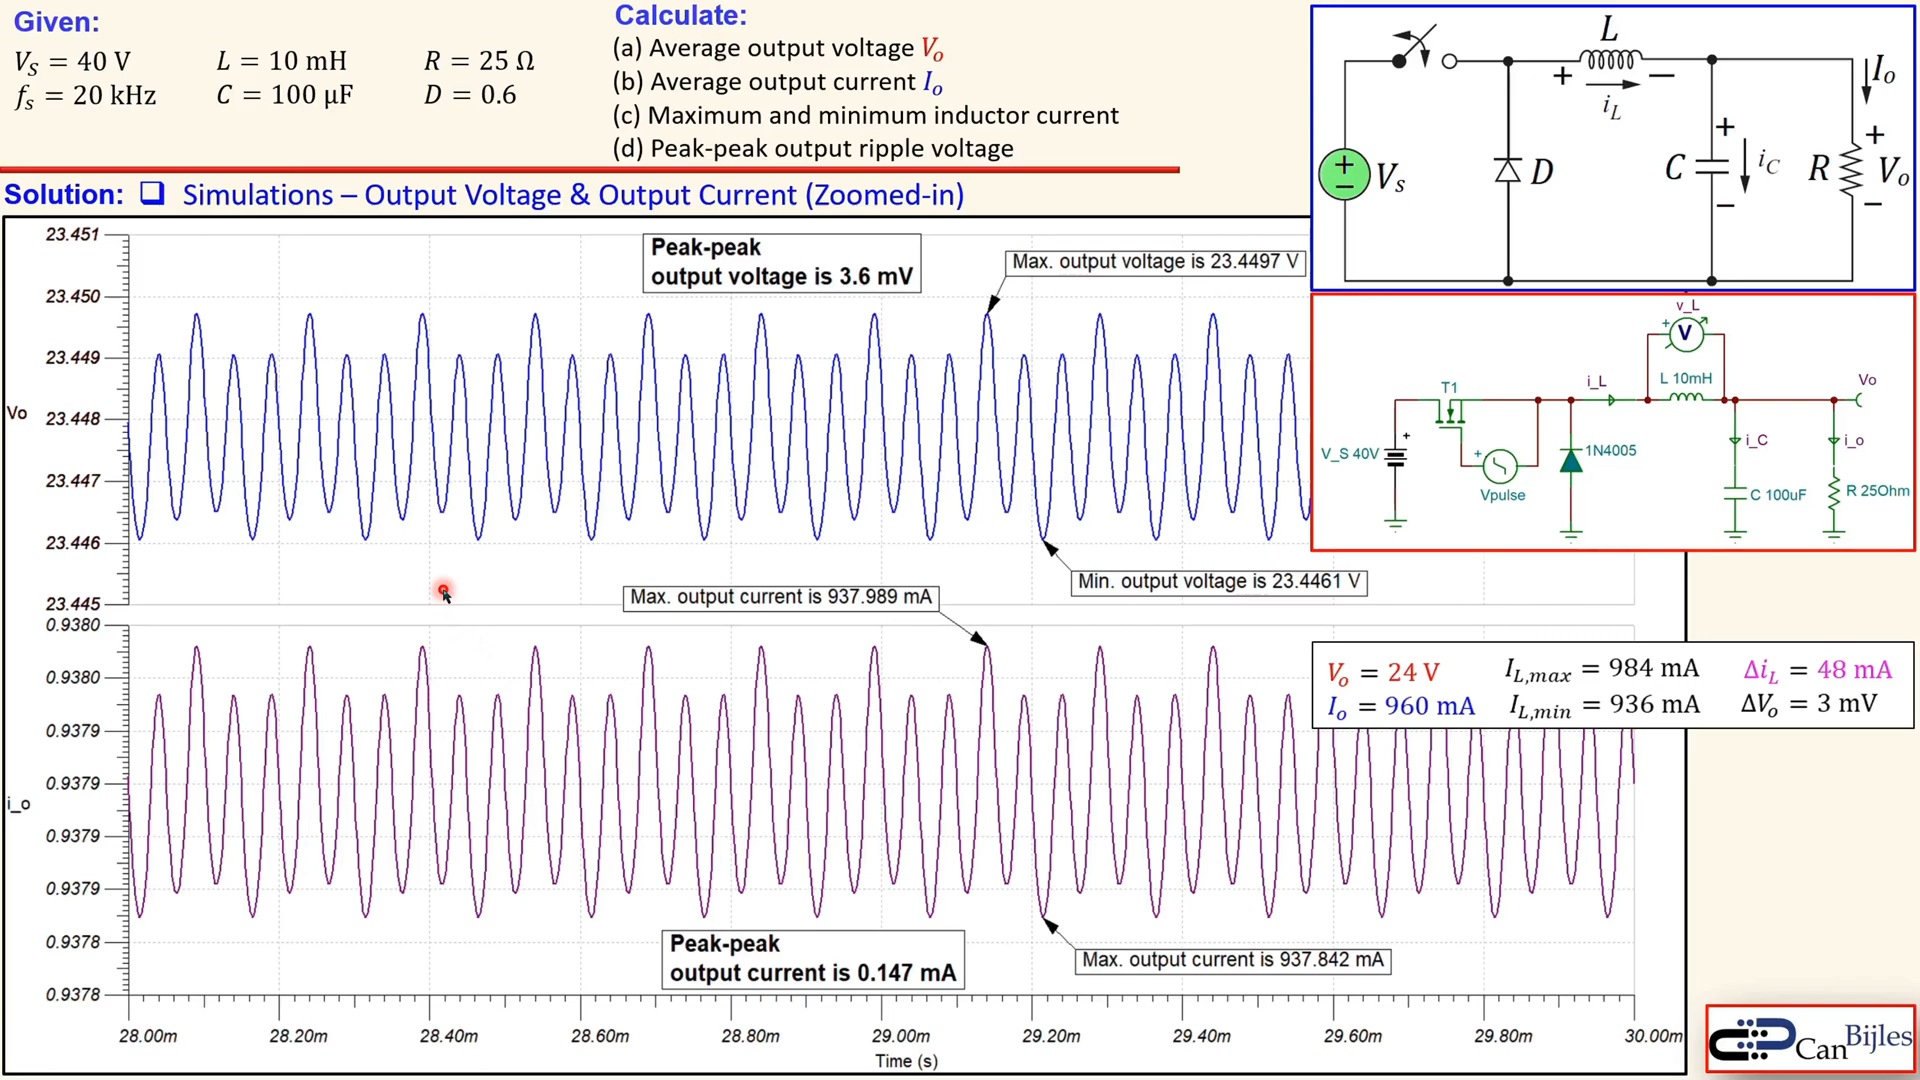 Given:
V_S = 40 V L = 10 mH R = 25 Ω
f_s = 20 kHz C = 100 µF D = 0.6
Calculate:
(a) Average output voltage V_o
(b) Average output current I_o
(c) Maximum and minimum inductor current
(d) Peak-peak output ripple voltage
Solution: ❑ Simulations – Output Voltage & Output Current (Zoomed-in)
L
I_o
+ −
i_L
+ +
+ − V_s
D
C i_C
R V_o
− −
v_L
+ V
T1 i_L L 10mH Vo
+
V_S 40V
+
Vpulse
1N4005
i_C i_o
C 100uF R 25Ohm
23.451
23.450
23.449
23.448
Vo
23.447
23.446
23.445
Peak-peak
output voltage is 3.6 mV
Max. output voltage is 23.4497 V
Min. output voltage is 23.4461 V
Max. output current is 937.989 mA
0.9380
0.9380
0.9379
0.9379
i_o
0.9379
0.9379
0.9378
0.9378
V_o = 24 V I_{L,max} = 984 mA Δi_L = 48 mA
I_o = 960 mA I_{L,min} = 936 mA ΔV_o = 3 mV
Peak-peak
output current is 0.147 mA
Max. output current is 937.842 mA
28.00m 28.20m 28.40m 28.60m 28.80m 29.00m 29.20m 29.40m 29.60m 29.80m 30.00m
Time (s)
CanBijles